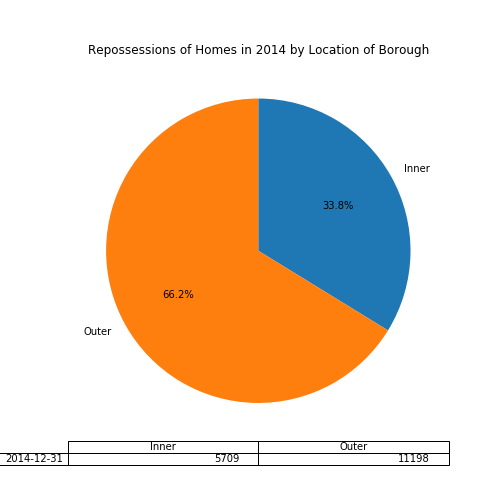 Repossessions of Homes in 2014 by Location of Borough
Inner
33.8%
66.2%
Outer
Inner Outer
2014-12-31 5709 11198